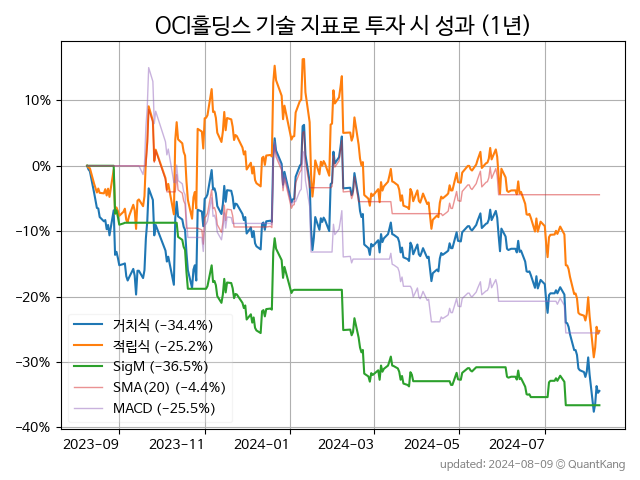 OCI홀딩스 기술 지표로 투자 시 성과 (1년)
10%
0%
−10%
−20%
−30%
−40%
거치식 (−34.4%)
적립식 (−25.2%)
SigM (−36.5%)
SMA(20) (−4.4%)
MACD (−25.5%)
2023−09 2023−11 2024−01 2024−03 2024−05 2024−07
updated: 2024−08−09 © QuantKang